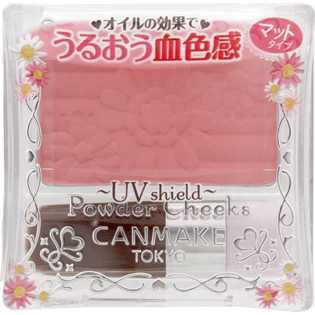 オイルの効果で
うるおう血色感
マット
タイプ
~UV shield~
Powder Cheeks
CANMAKE
TOKYO